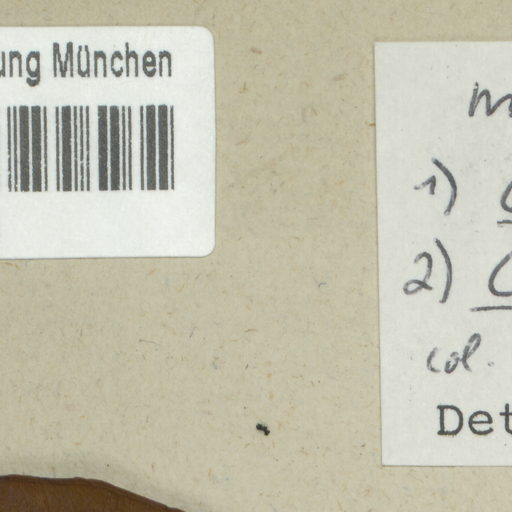 ung München
m
1) C
2) C
col.
Det